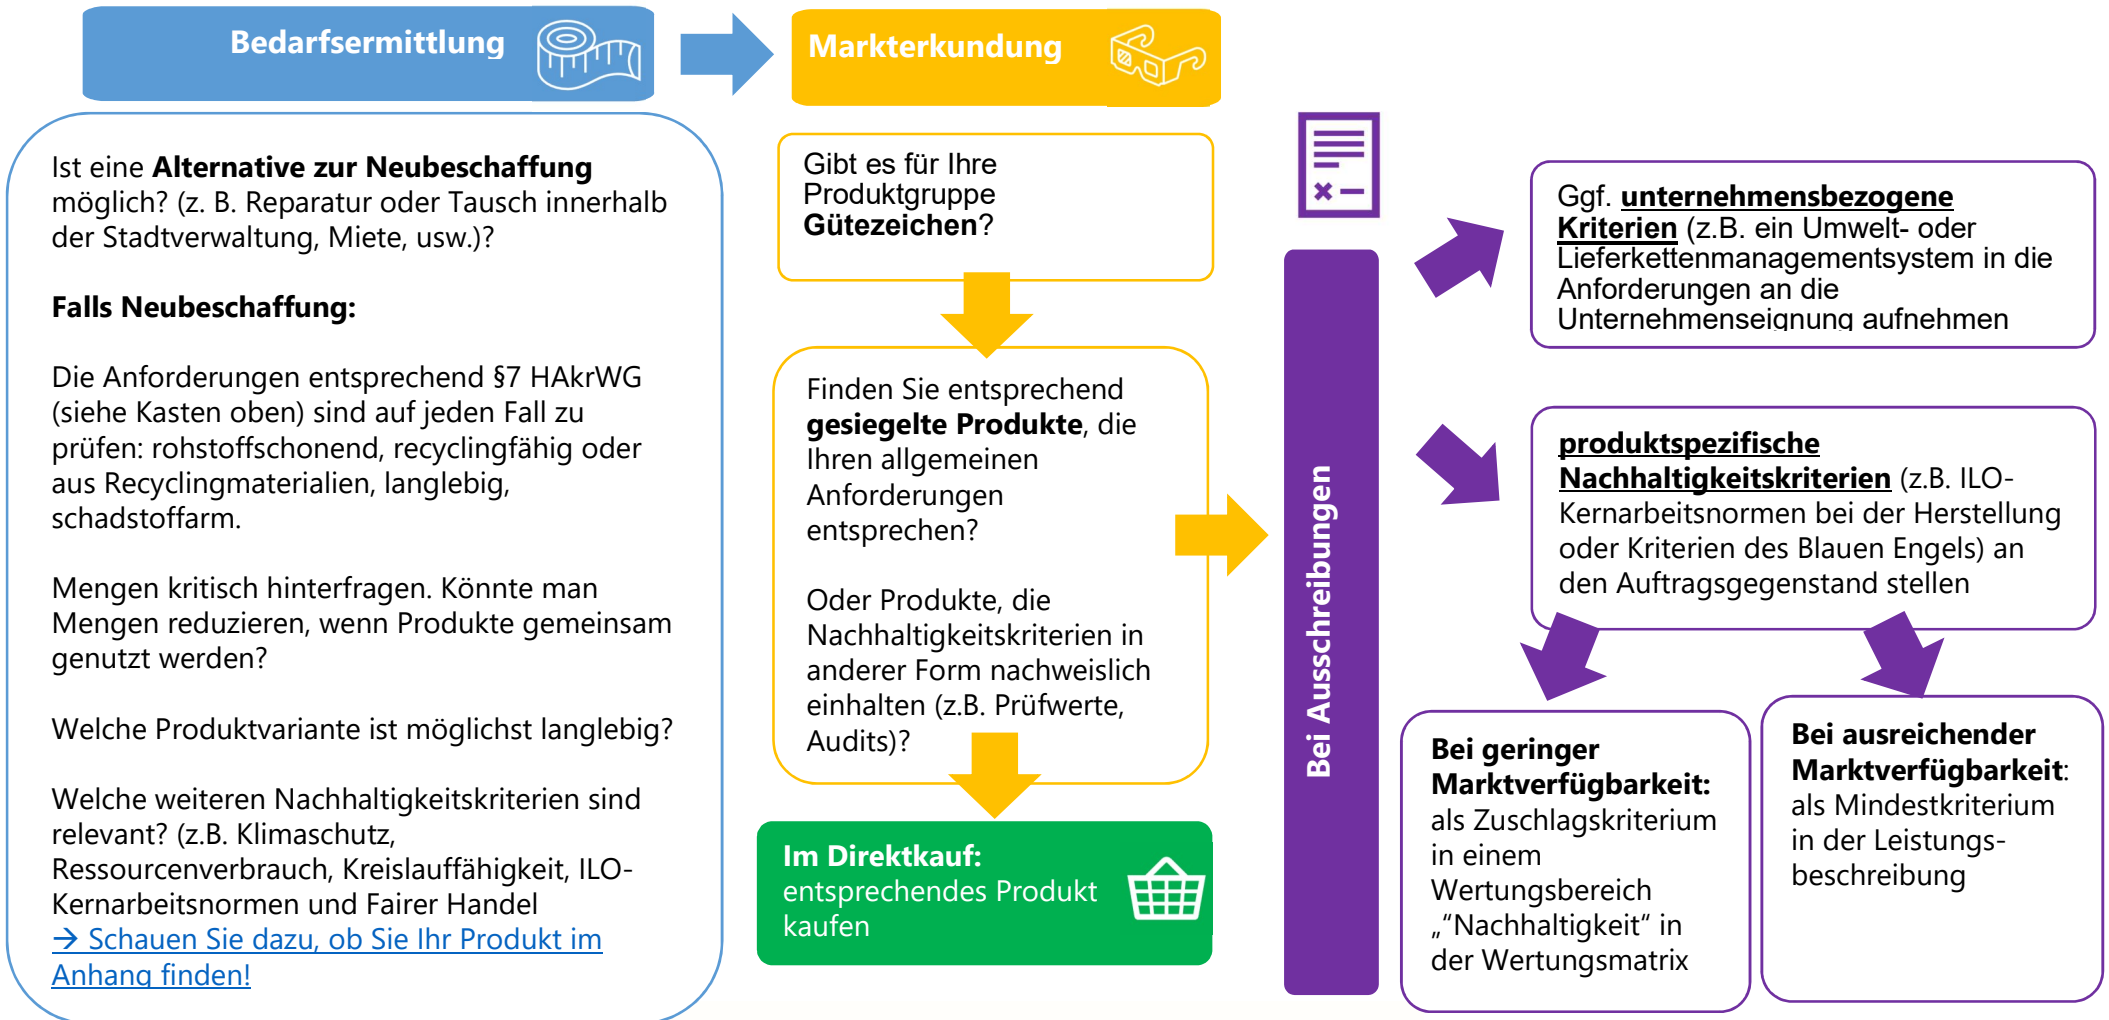 Bedarfsermittlung
Ist eine Alternative zur Neubeschaffung
möglich? (z. B. Reparatur oder Tausch innerhalb
der Stadtverwaltung, Miete, usw.)?
Falls Neubeschaffung:
Die Anforderungen entsprechend §7 HAkrWG
(siehe Kasten oben) sind auf jeden Fall zu
prüfen: rohstoffschonend, recyclingfähig oder
aus Recyclingmaterialien, langlebig,
schadstoffarm.
Mengen kritisch hinterfragen. Könnte man
Mengen reduzieren, wenn Produkte gemeinsam
genutzt werden?
Welche Produktvariante ist möglichst langlebig?
Welche weiteren Nachhaltigkeitskriterien sind
relevant? (z.B. Klimaschutz,
Ressourcenverbrauch, Kreislauffähigkeit, ILO-
Kernarbeitsnormen und Fairer Handel
→ Schauen Sie dazu, ob Sie Ihr Produkt im
Anhang finden!
Markterkundung
Gibt es für Ihre
Produktgruppe
Gütezeichen?
Finden Sie entsprechend
gesiegelte Produkte, die
Ihren allgemeinen
Anforderungen
entsprechen?
Oder Produkte, die
Nachhaltigkeitskriterien in
anderer Form nachweislich
einhalten (z.B. Prüfwerte,
Audits)?
Im Direktkauf:
entsprechendes Produkt
kaufen
Bei Ausschreibungen
Ggf. unternehmensbezogene
Kriterien (z.B. ein Umwelt- oder
Lieferkettenmanagementsystem in die
Anforderungen an die
Unternehmenseignung aufnehmen
produktspezifische
Nachhaltigkeitskriterien (z.B. ILO-
Kernarbeitsnormen bei der Herstellung
oder Kriterien des Blauen Engels) an
den Auftragsgegenstand stellen
Bei geringer
Marktverfügbarkeit:
als Zuschlagskriterium
in einem
Wertungsbereich
„“Nachhaltigkeit“ in
der Wertungsmatrix
Bei ausreichender
Marktverfügbarkeit:
als Mindestkriterium
in der Leistungs-
beschreibung